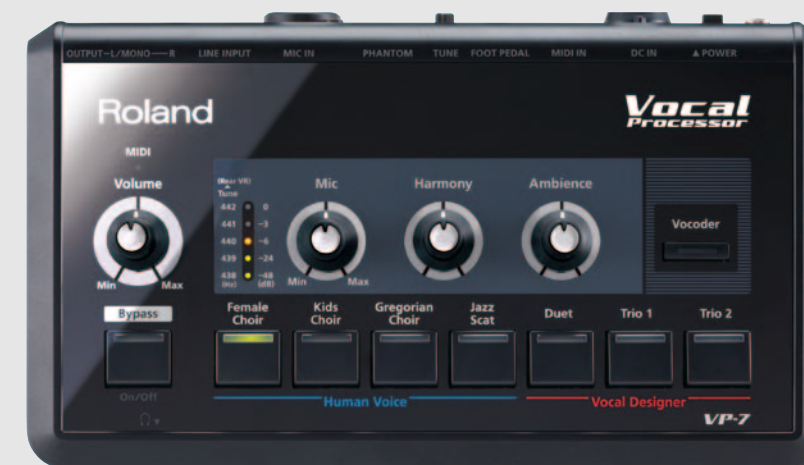 OUTPUT–L/MONO—R LINE INPUT MIC IN PHANTOM TUNE FOOT PEDAL MIDI IN DC IN ▲POWER
Roland
Vocal
Processor
MIDI
Volume
Min Max
(Rear VR)
Tune
442 0
441 –3
440 –6
439 –24
438 –48
(Hz) (dB)
Mic
Min Max
Harmony
Ambience
Vocoder
Bypass
On/Off
Female
Choir
Kids
Choir
Gregorian
Choir
Jazz
Scat
Duet
Trio 1
Trio 2
Human Voice
Vocal Designer
VP-7